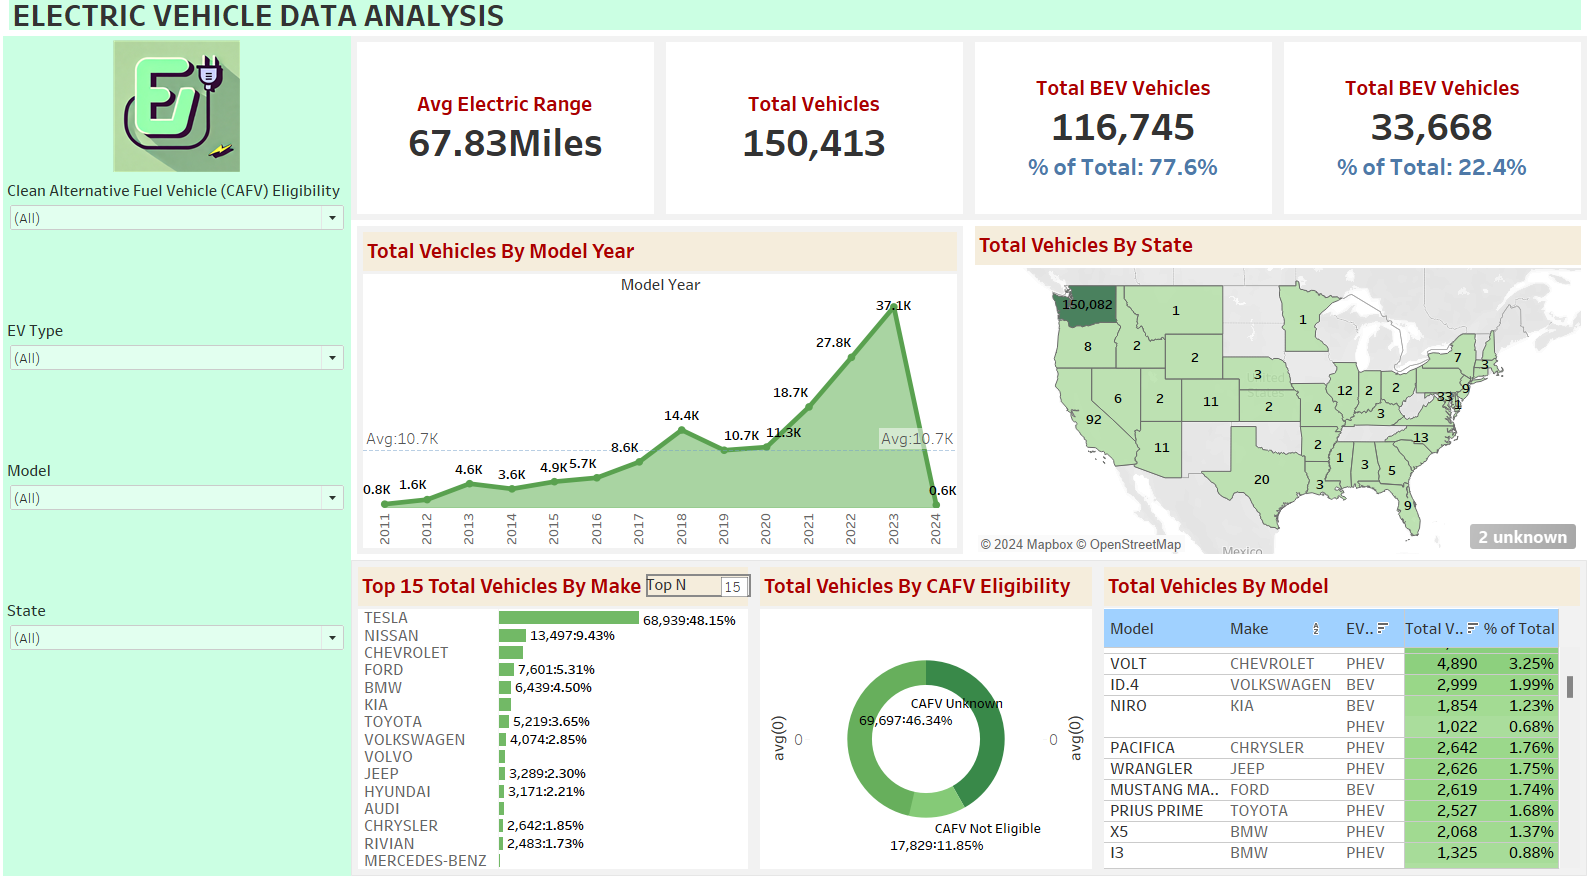 ELECTRIC VEHICLE DATA ANALYSIS
EV
Clean Alternative Fuel Vehicle (CAFV) Eligibility
(All)
EV Type
(All)
Model
(All)
State
(All)
Avg Electric Range
67.83Miles
Total Vehicles
150,413
Total BEV Vehicles
116,745
% of Total: 77.6%
Total BEV Vehicles
33,668
% of Total: 22.4%
Total Vehicles By Model Year
Model Year
37.1K
27.8K
18.7K
14.4K
10.7K
11.3K
8.6K
4.6K
3.6K
4.9K
5.7K
0.8K
1.6K
0.6K
Avg:10.7K
Avg:10.7K
2011
2012
2013
2014
2015
2016
2017
2018
2019
2020
2021
2022
2023
2024
Total Vehicles By State
150,082
1
1
8
2
2
3
7
3
6
2
11
2
12
2
2
33
9
1
92
4
3
11
2
13
1
3
5
20
3
9
United States
Mexico
© 2024 Mapbox © OpenStreetMap
2 unknown
Top 15 Total Vehicles By Make
Top N
15
TESLA 68,939:48.15%
NISSAN 13,497:9.43%
CHEVROLET
FORD 7,601:5.31%
BMW 6,439:4.50%
KIA
TOYOTA 5,219:3.65%
VOLKSWAGEN 4,074:2.85%
VOLVO
JEEP 3,289:2.30%
HYUNDAI 3,171:2.21%
AUDI
CHRYSLER 2,642:1.85%
RIVIAN 2,483:1.73%
MERCEDES-BENZ
Total Vehicles By CAFV Eligibility
CAFV Unknown
69,697:46.34%
avg(0)
0
0
avg(0)
CAFV Not Eligible
17,829:11.85%
Total Vehicles By Model
Model Make EV.. Total V.. % of Total
VOLT CHEVROLET PHEV 4,890 3.25%
ID.4 VOLKSWAGEN BEV 2,999 1.99%
NIRO KIA BEV 1,854 1.23%
PHEV 1,022 0.68%
PACIFICA CHRYSLER PHEV 2,642 1.76%
WRANGLER JEEP PHEV 2,626 1.75%
MUSTANG MA.. FORD BEV 2,619 1.74%
PRIUS PRIME TOYOTA PHEV 2,527 1.68%
X5 BMW PHEV 2,068 1.37%
I3 BMW PHEV 1,325 0.88%